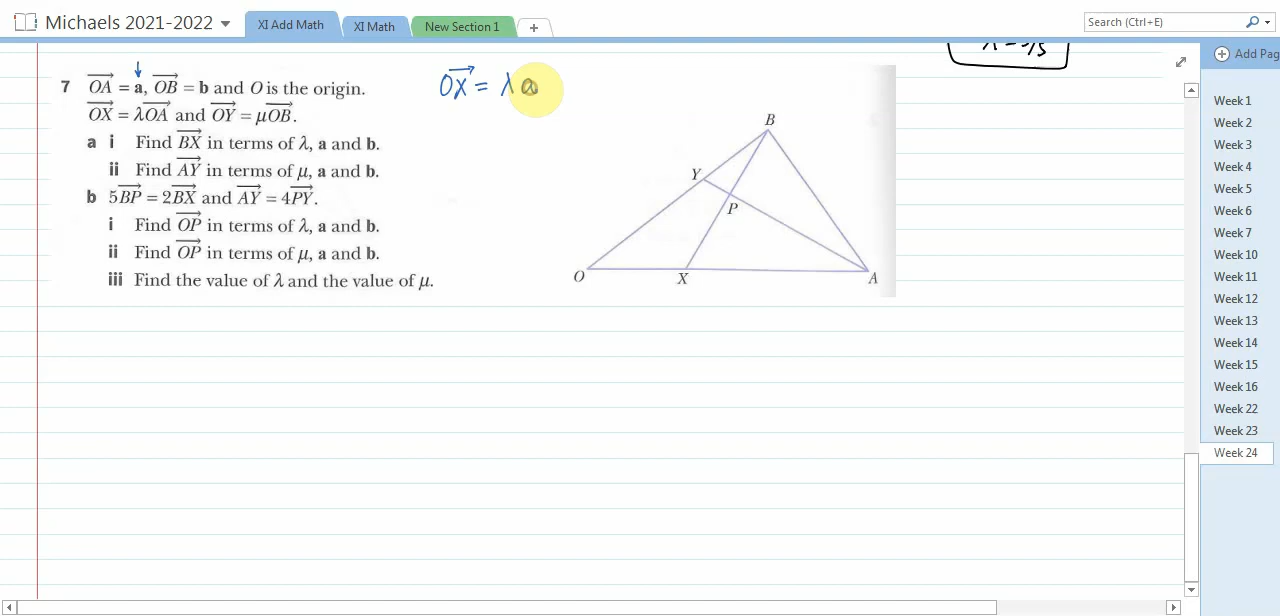 Michaels 2021-2022
XI Add Math
XI Math
New Section 1
+
Search (Ctrl+E)
Add Pag
7 OA = a, OB = b and O is the origin.
OX = λOA and OY = μOB.
a i Find BX in terms of λ, a and b.
ii Find AY in terms of μ, a and b.
b 5BP = 2BX and AY = 4PY.
i Find OP in terms of λ, a and b.
ii Find OP in terms of μ, a and b.
iii Find the value of λ and the value of μ.
OX = λ a
B
Y
P
O
X
A
Week 1
Week 2
Week 3
Week 4
Week 5
Week 6
Week 7
Week 10
Week 11
Week 12
Week 13
Week 14
Week 15
Week 16
Week 22
Week 23
Week 24